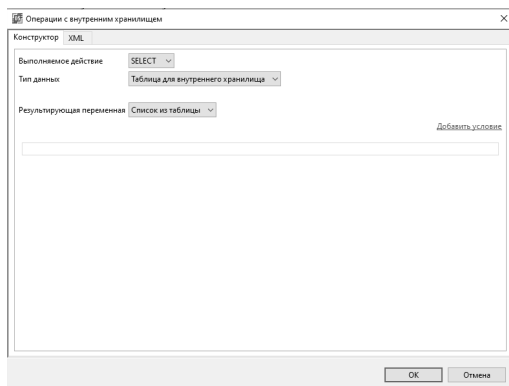 Операции с внутренним хранилищем
Конструктор XML
Выполняемое действие SELECT
Тип данных Таблица для внутреннего хранилища
Результирующая переменная Список из таблицы
Добавить условие
OK Отмена